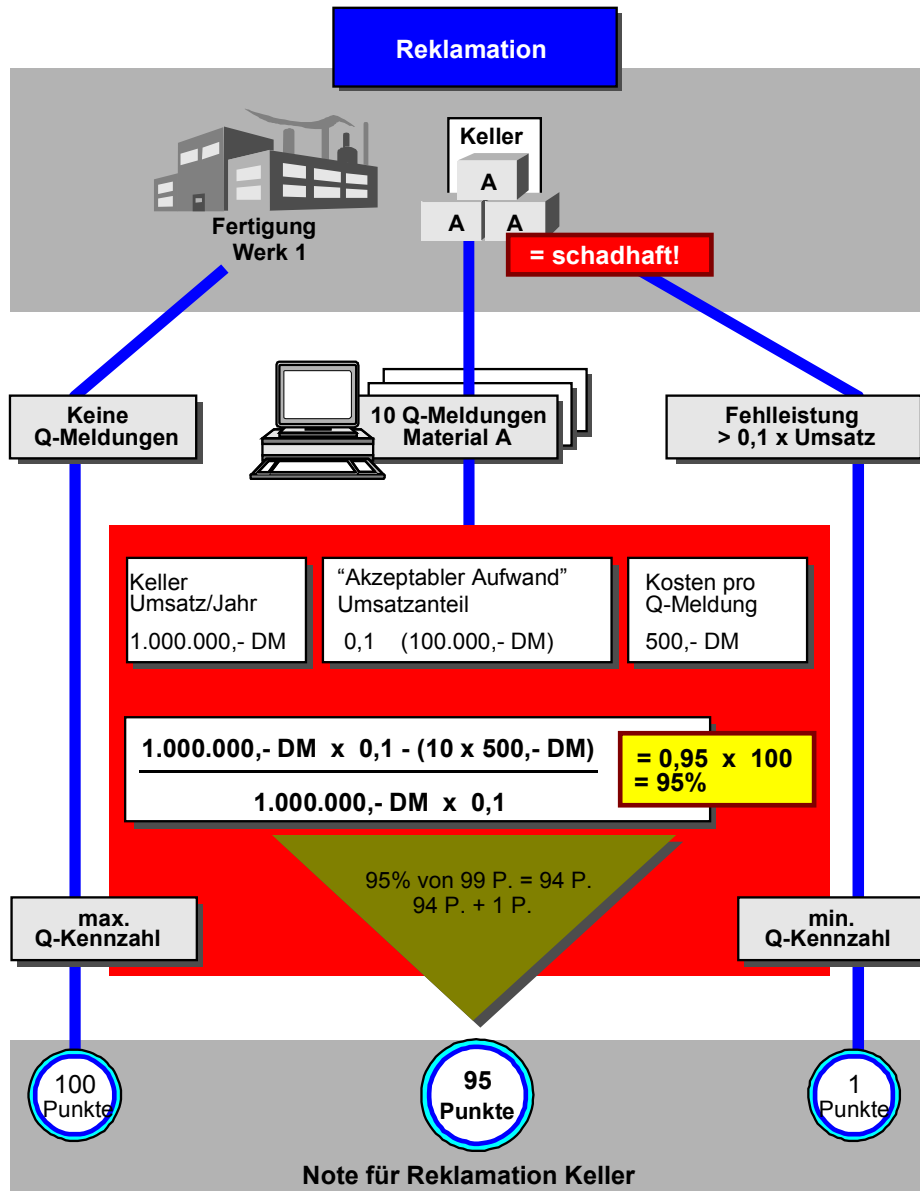 Reklamation
Keller
A
A
A
Fertigung
Werk 1
= schadhaft!
Keine
Q-Meldungen
10 Q-Meldungen
Material A
Fehlleistung
> 0,1 x Umsatz
Keller
Umsatz/Jahr
1.000.000,- DM
“Akzeptabler Aufwand”
Umsatzanteil
0,1 (100.000,- DM)
Kosten pro
Q-Meldung
500,- DM
1.000.000,- DM x 0,1 - (10 x 500,- DM)
1.000.000,- DM x 0,1
= 0,95 x 100
= 95%
95% von 99 P. = 94 P.
94 P. + 1 P.
max.
Q-Kennzahl
min.
Q-Kennzahl
100
Punkte
95
Punkte
1
Punkte
Note für Reklamation Keller